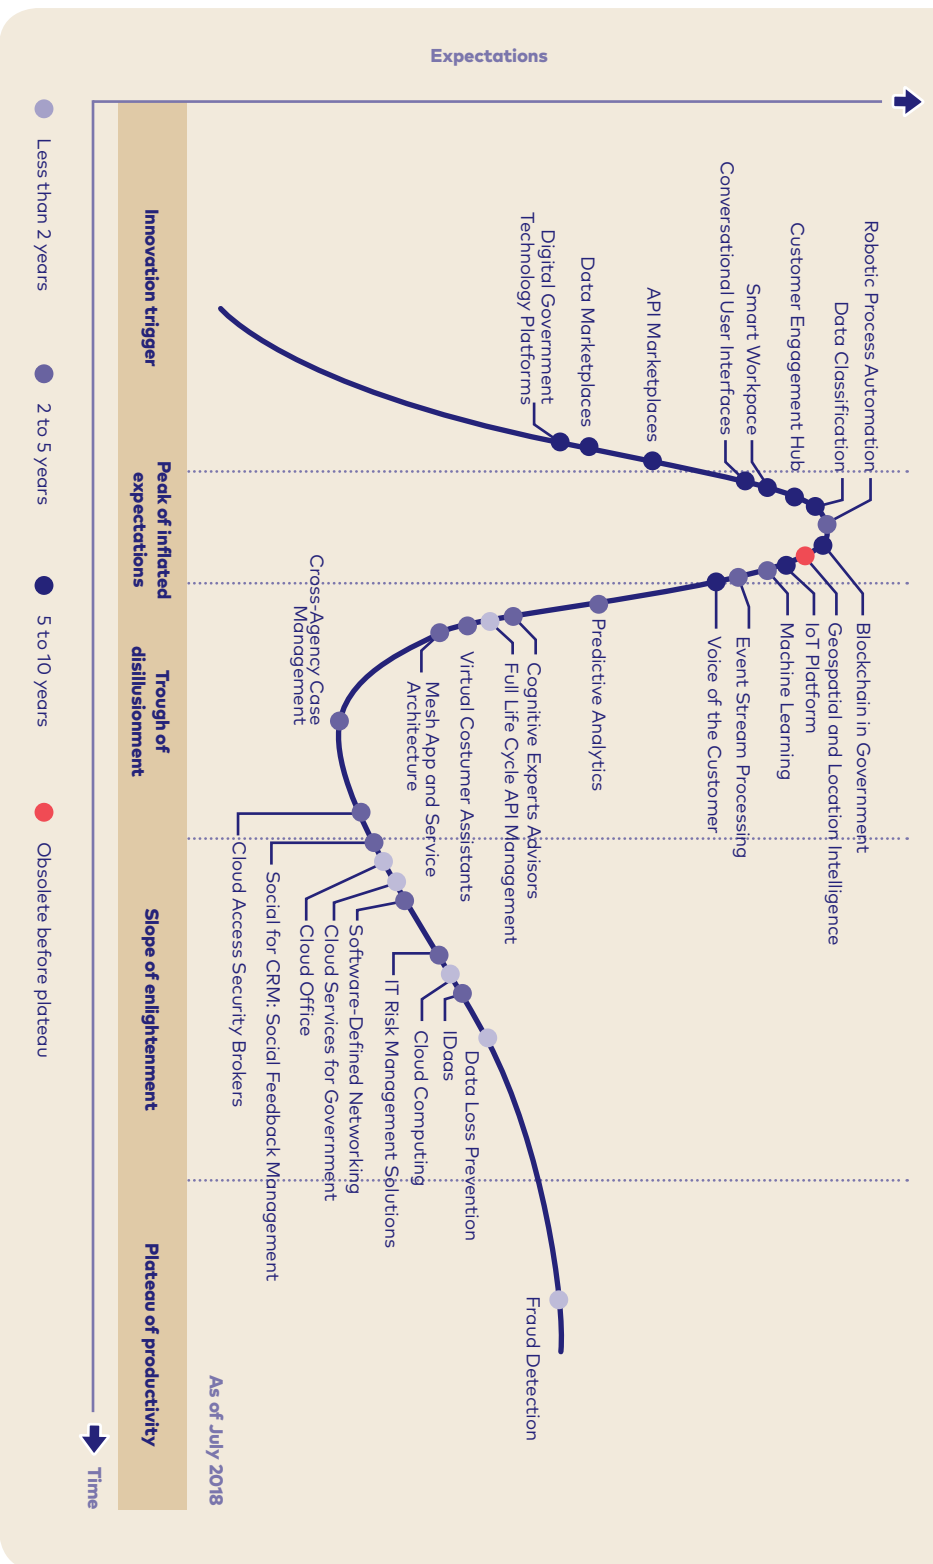 Expectations
Robotic Process Automation
Data Classification
Customer Engagement Hub
Smart Workpace
Conversational User Interfaces
API Marketplaces
Data Marketplaces
Digital Government
Technology Platforms
Blockchain in Government
Geospatial and Location Intelligence
IoT Platform
Machine Learning
Event Stream Processing
Voice of the Customer
Predictive Analytics
Cognitive Experts Advisors
Full Life Cycle API Management
Virtual Costumer Assistants
Mesh App and Service
Architecture
Cross-Agency Case
Management
Fraud Detection
Data Loss Prevention
IDaas
Cloud Computing
IT Risk Management Solutions
Software-Defined Networking
Cloud Services for Government
Cloud Office
Social for CRM: Social Feedback Management
Cloud Access Security Brokers
As of July 2018
Innovation trigger
Peak of inflated
expectations
Trough of
disillusionment
Slope of enlightenment
Plateau of productivity
Time
Less than 2 years
2 to 5 years
5 to 10 years
Obsolete before plateau